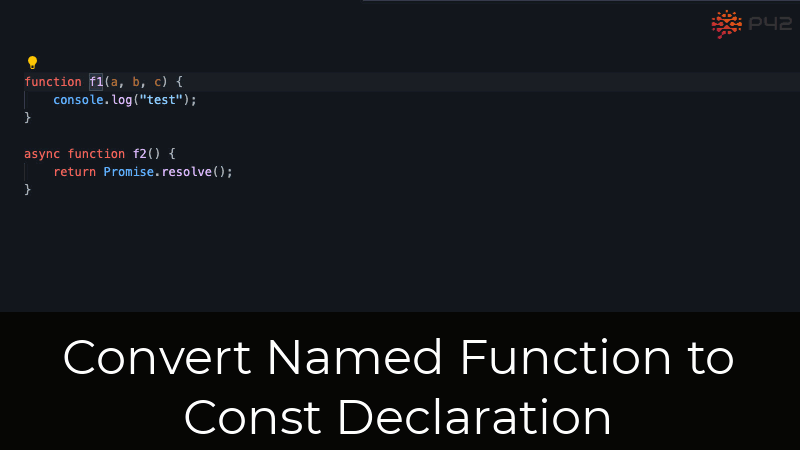 P42
function f1(a, b, c) {
    console.log("test");
}
async function f2() {
    return Promise.resolve();
}
Convert Named Function to
Const Declaration